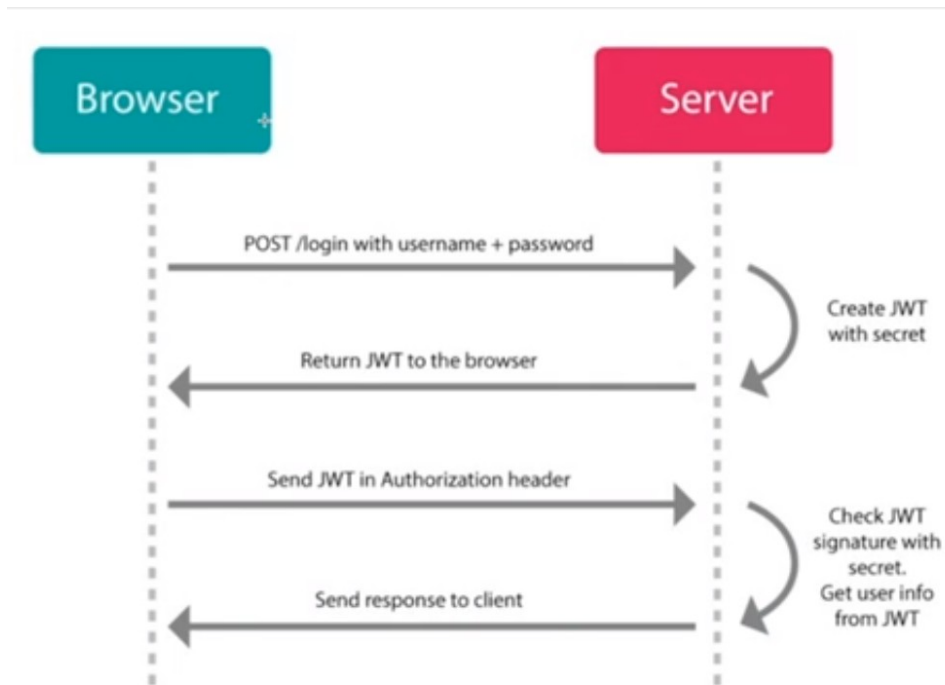 Browser
Server
POST /login with username + password
Create JWT
with secret
Return JWT to the browser
Send JWT in Authorization header
Check JWT
signature with
secret.
Get user info
from JWT
Send response to client